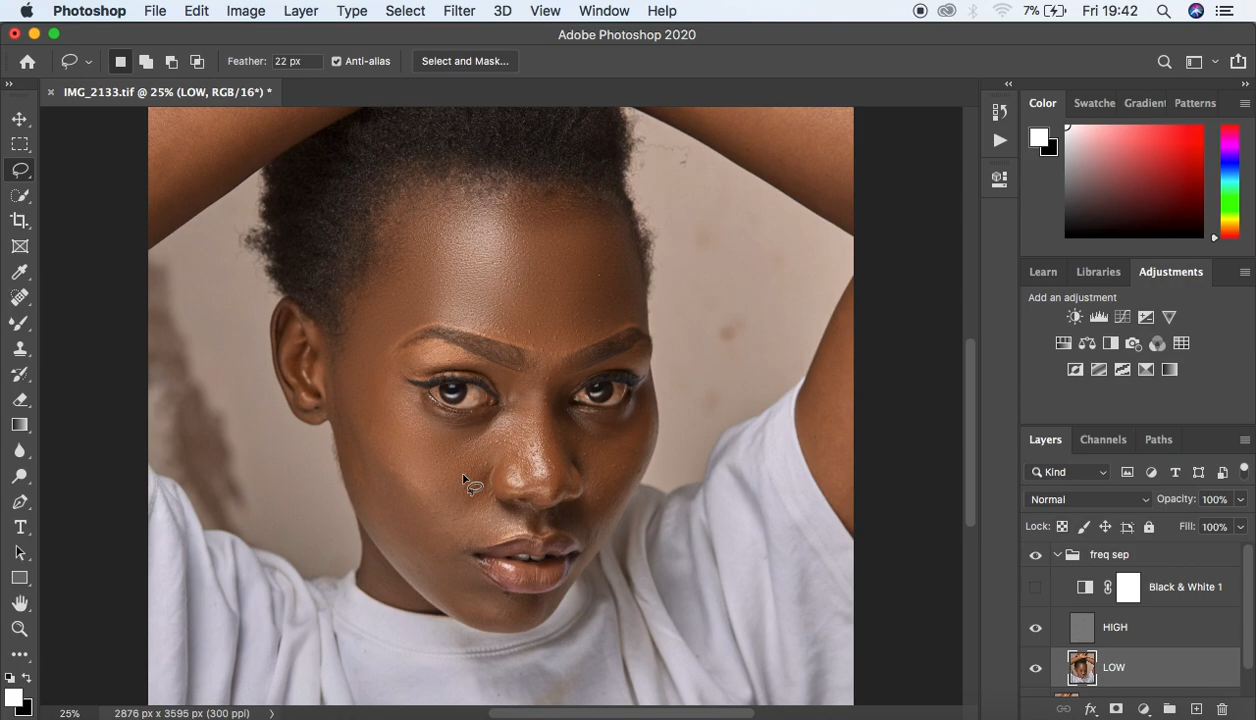 Photoshop File Edit Image Layer Type Select Filter 3D View Window Help 7% Fri 19:42
Adobe Photoshop 2020
Feather: 22 px Anti-alias Select and Mask...
IMG_2133.tif @ 25% (LOW, RGB/16*) *
Color Swatche Gradient Patterns
Learn Libraries Adjustments
Add an adjustment
Layers Channels Paths
Kind
Normal Opacity: 100%
Lock: Fill: 100%
freq sep
Black & White 1
HIGH
LOW
25% 2876 px x 3595 px (300 ppi)